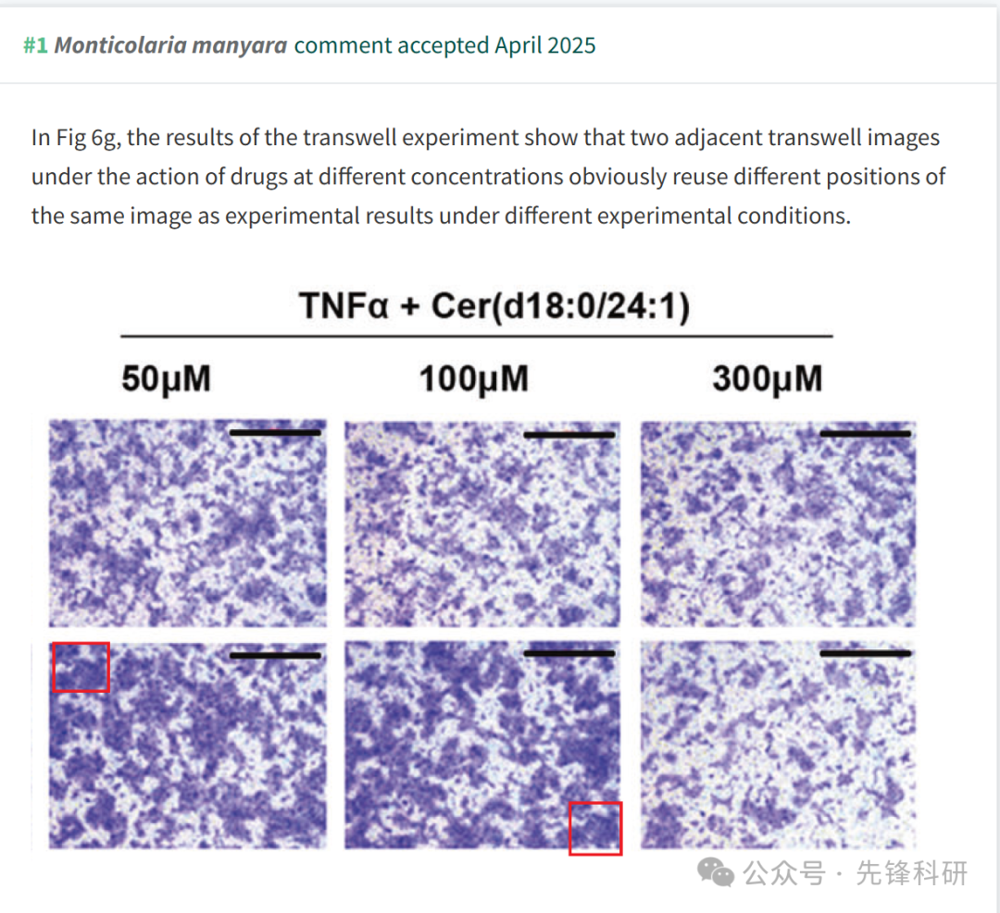 #1 Monticolaria manyara comment accepted April 2025
In Fig 6g, the results of the transwell experiment show that two adjacent transwell images
under the action of drugs at different concentrations obviously reuse different positions of
the same image as experimental results under different experimental conditions.
TNFα + Cer(d18:0/24:1)
50μM 100μM 300μM
公众号 · 先锋科研